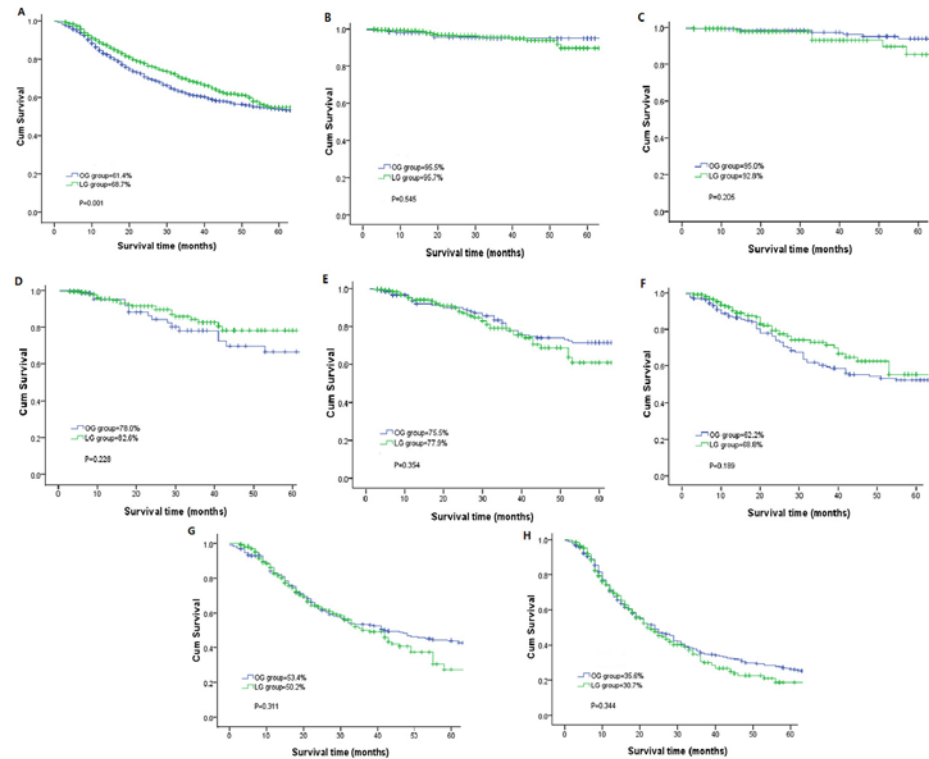 A
Cum Survival
1.0
0.8
0.6
0.4
0.2
0.0
OG group=61.4%
LG group=68.7%
P=0.001
0 10 20 30 40 50 60
Survival time (months)
B
Cum Survival
1.0
0.8
0.6
0.4
0.2
0.0
OG group=95.5%
LG group=95.7%
P=0.545
0 10 20 30 40 50 60
Survival time (months)
C
Cum Survival
1.0
0.8
0.6
0.4
0.2
0.0
OG group=95.0%
LG group=92.8%
P=0.205
0 10 20 30 40 50 60
Survival time (months)
D
Cum Survival
1.0
0.8
0.6
0.4
0.2
0.0
OG group=78.0%
LG group=82.6%
0 10 20 30 40 50 60
Survival time (months)
E
Cum Survival
1.0
0.8
0.6
0.4
0.2
0.0
OG group=75.5%
LG group=77.9%
P=0.354
0 10 20 30 40 50 60
Survival time (months)
F
Cum Survival
1.0
0.8
0.6
0.4
0.2
0.0
OG group=62.2%
LG group=68.8%
P=0.189
0 10 20 30 40 50 60
Survival time (months)
G
Cum Survival
1.0
0.8
0.6
0.4
0.2
0.0
OG group=53.4%
LG group=50.2%
P=0.311
0 10 20 30 40 50 60
Survival time (months)
H
Cum Survival
1.0
0.8
0.6
0.4
0.2
0.0
OG group=35.6%
LG group=30.7%
P=0.344
0 10 20 30 40 50 60
Survival time (months)